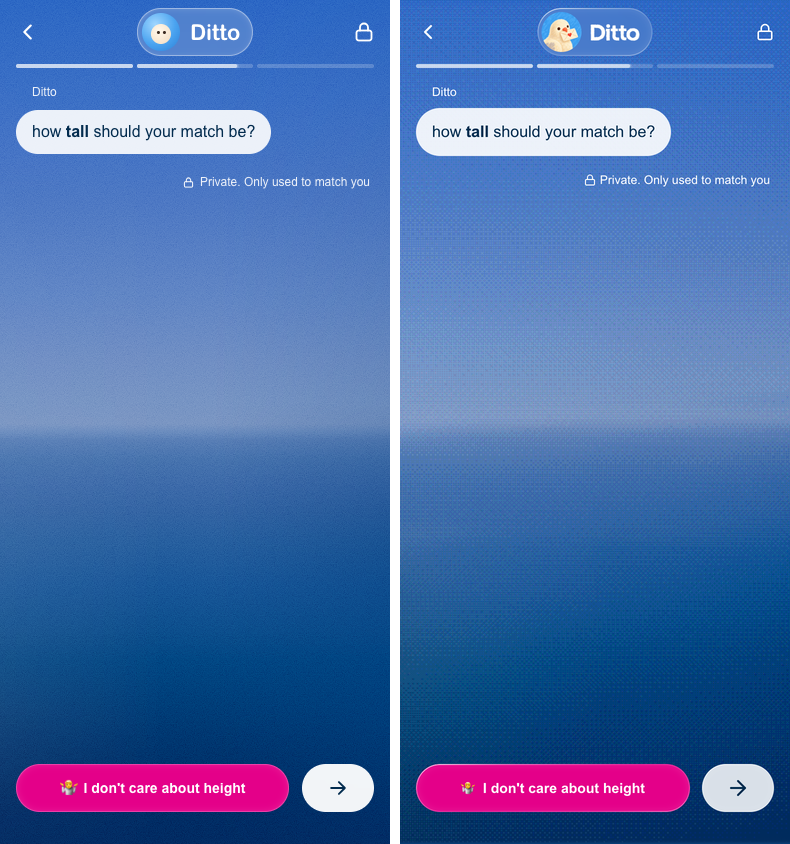 Ditto
Ditto
how tall should your match be?
Private. Only used to match you
🤷🏼 I don't care about height
Ditto
Ditto
how tall should your match be?
Private. Only used to match you
🤷🏼 I don't care about height